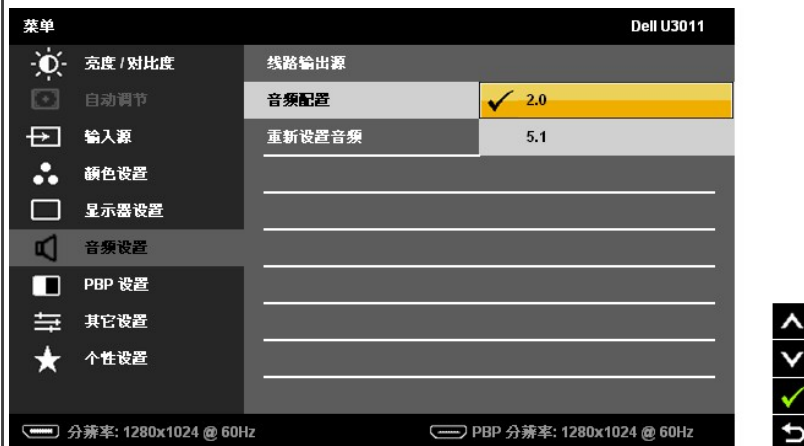 菜单
Dell U3011
亮度 / 对比度
线路输出源
自动调节
音频配置
2.0
输入源
重新设置音频
5.1
颜色设置
显示器设置
音频设置
PBP 设置
其它设置
个性设置
分辨率: 1280x1024 @ 60Hz
PBP 分辨率: 1280x1024 @ 60Hz